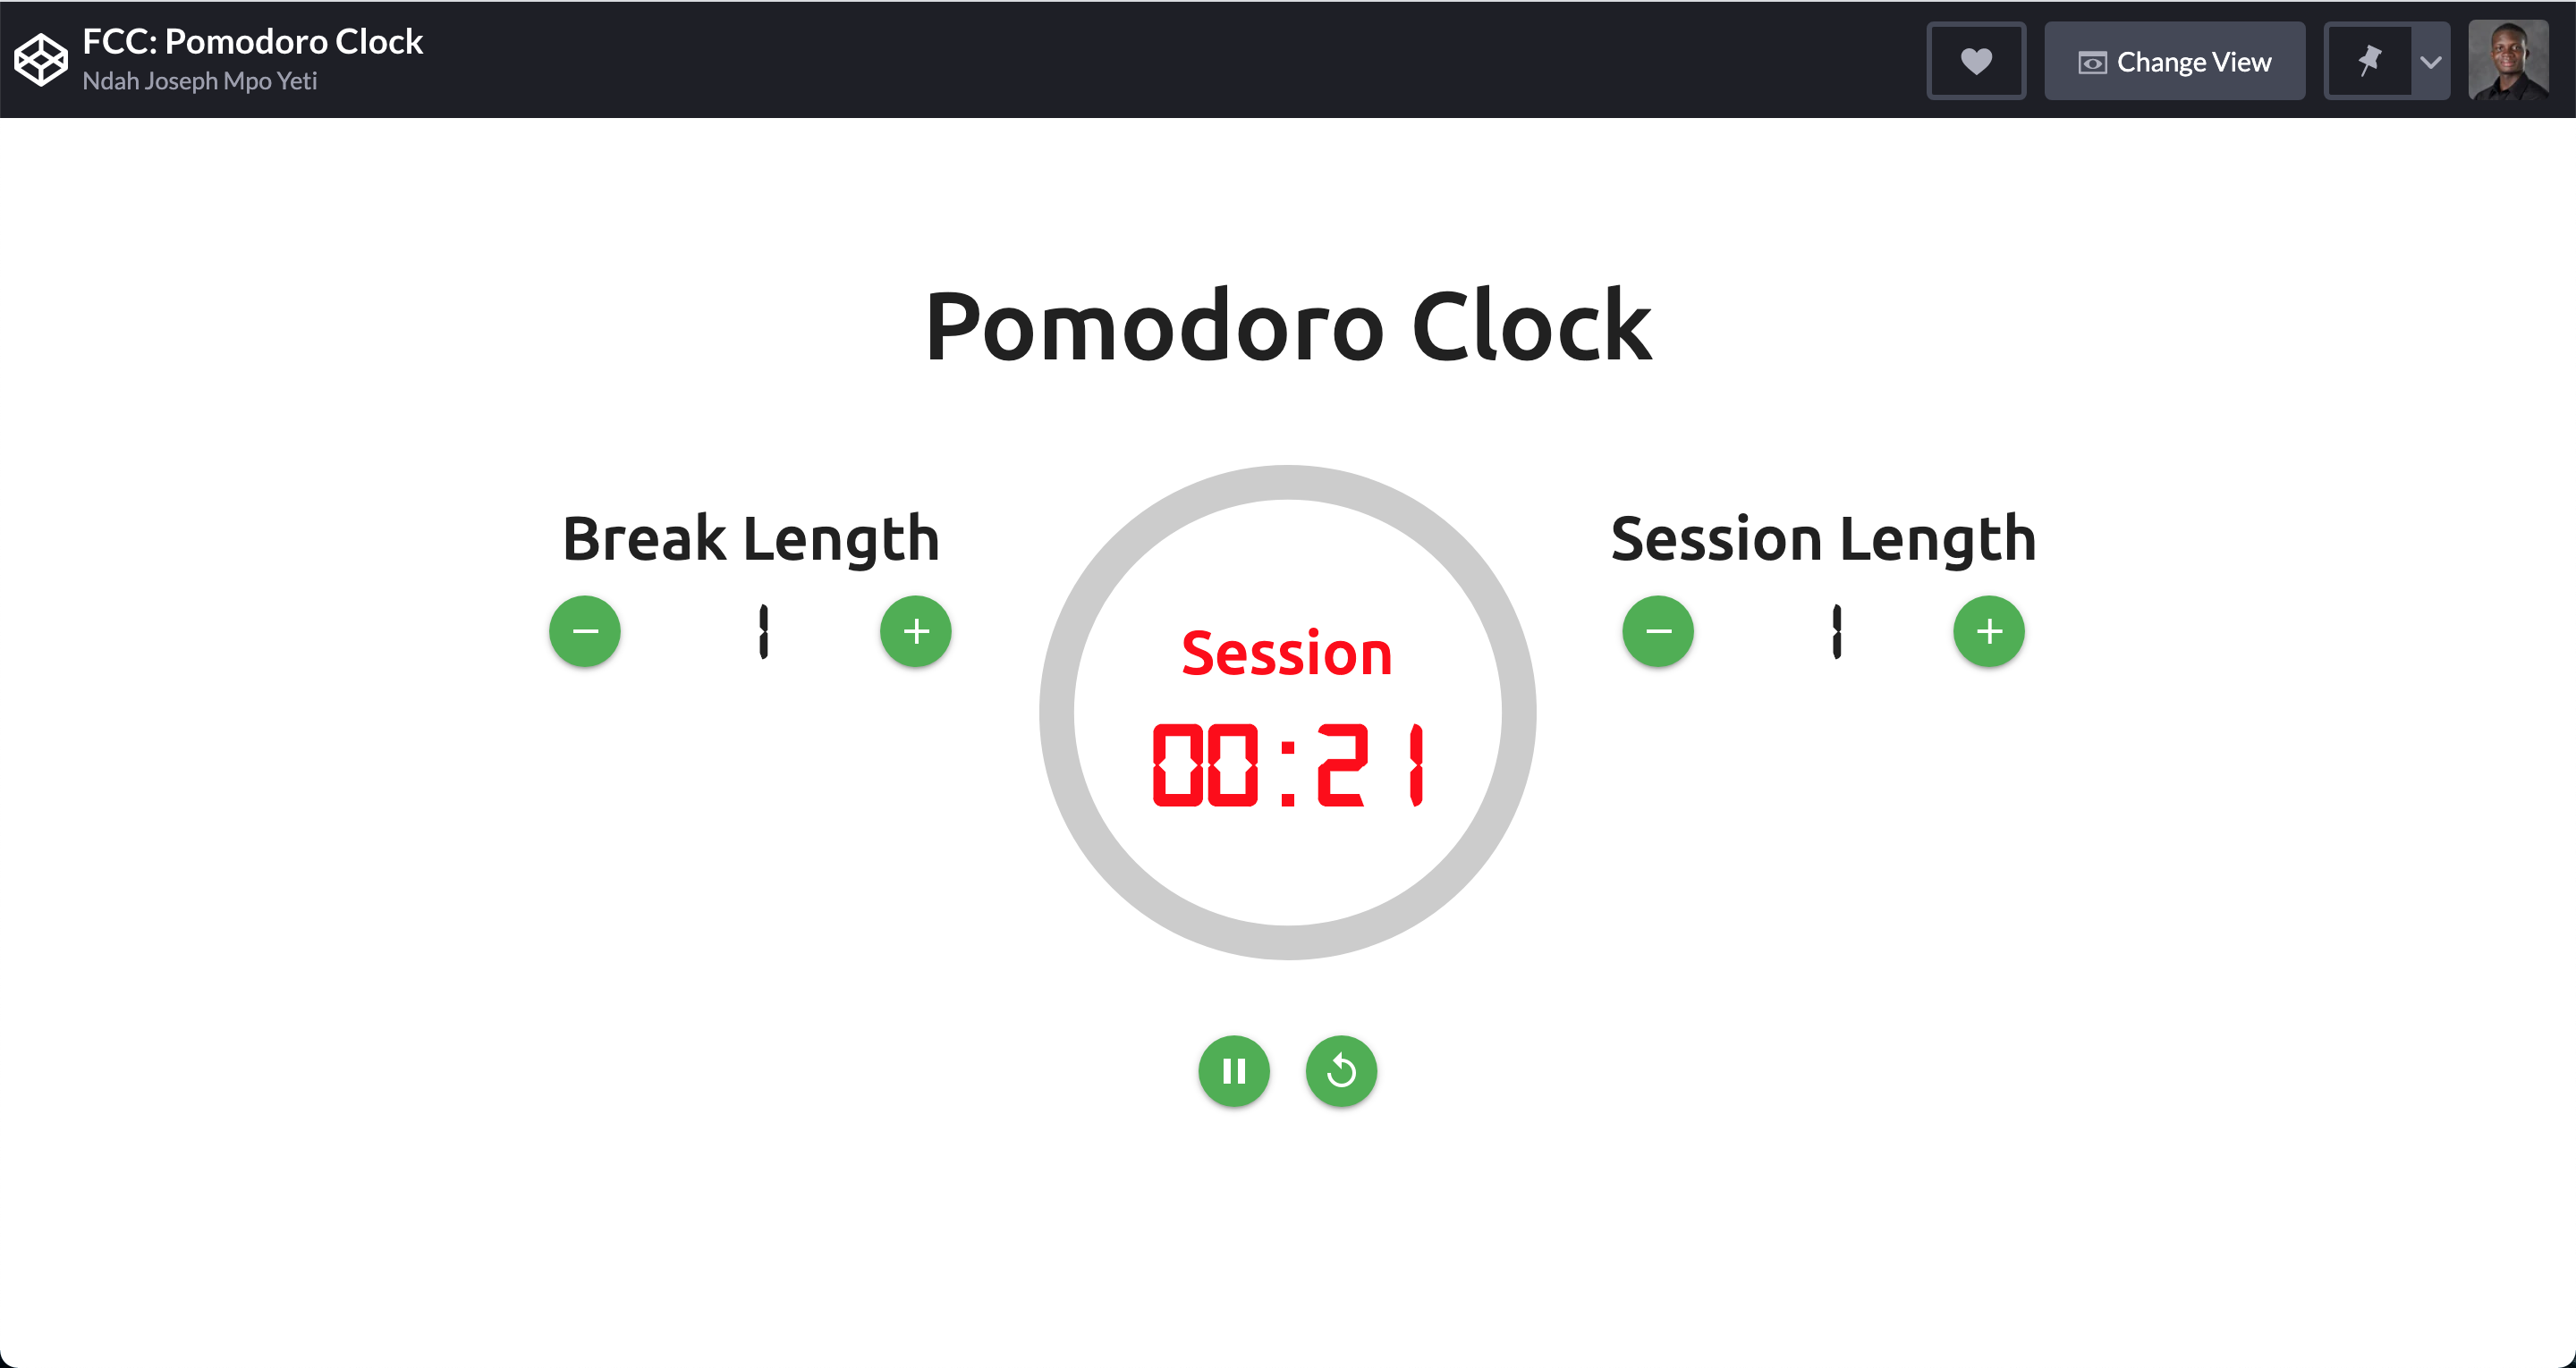 FCC: Pomodoro Clock
Ndah Joseph Mpo Yeti
Change View
Pomodoro Clock
Break Length
1
Session
00:21
Session Length
1